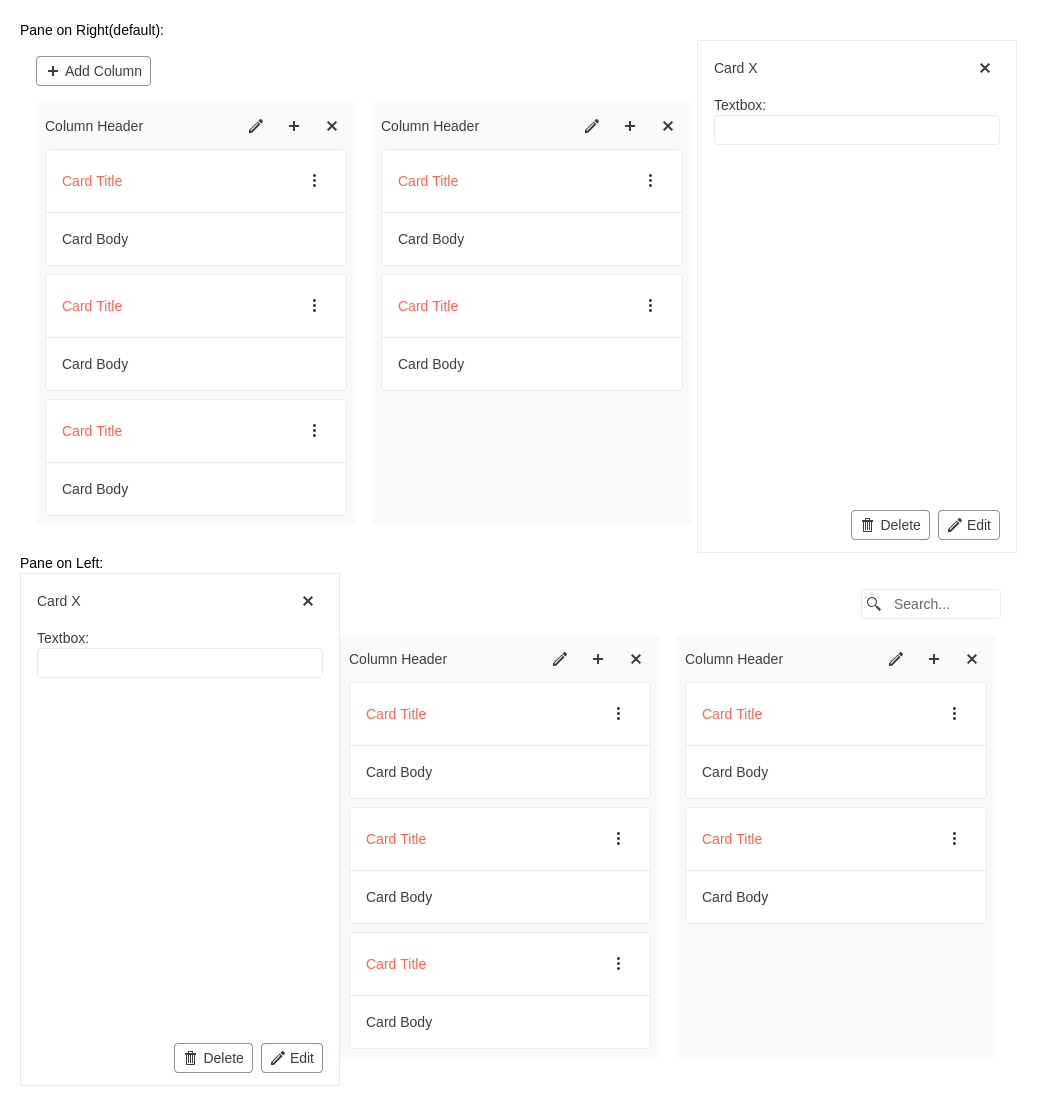 Pane on Right(default):
Add Column
Column Header
Card Title
Card Body
Card Title
Card Body
Card Title
Card Body
Column Header
Card Title
Card Body
Card Title
Card Body
Card X
Textbox:
Delete
Edit
Pane on Left:
Card X
Textbox:
Delete
Edit
Search...
Column Header
Card Title
Card Body
Card Title
Card Body
Card Title
Card Body
Column Header
Card Title
Card Body
Card Title
Card Body